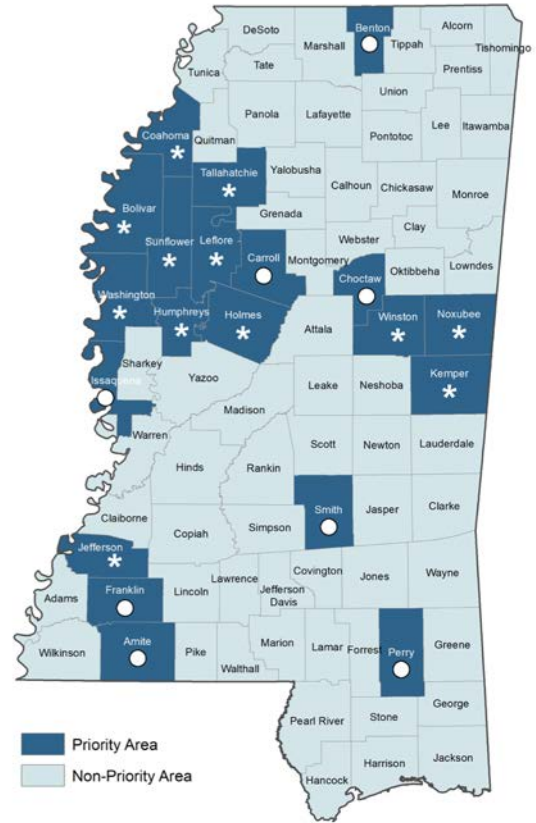 Benton
Alcorn
DeSoto
Marshall
Tippah
Tishomingo
Tate
Tunica
Prentiss
Union
Panola
Lafayette
Lee
Itawamba
Pontotoc
Coahoma
*
Quitman
Tallahatchie
*
Yalobusha
Calhoun
Chickasaw
Monroe
Bolivar
*
Grenada
Clay
Sunflower
*
Leflore
*
Webster
Carroll
Montgomery
Choctaw
Oktibbeha
Lowndes
Washington
*
Humphreys
*
Holmes
*
Winston
*
Noxubee
*
Attala
Sharkey
Issaquena
Yazoo
Kemper
*
Leake
Neshoba
Madison
Warren
Scott
Newton
Lauderdale
Hinds
Rankin
Smith
Jasper
Clarke
Claiborne
Simpson
Copiah
Jefferson
*
Covington
Jones
Wayne
Lawrence
Franklin
Lincoln
Jefferson
Davis
Adams
Amite
Pike
Marion
Lamar
Forrest
Perry
Greene
Wilkinson
Walthall
George
Pearl River
Stone
Priority Area
Jackson
Harrison
Non-Priority Area
Hancock